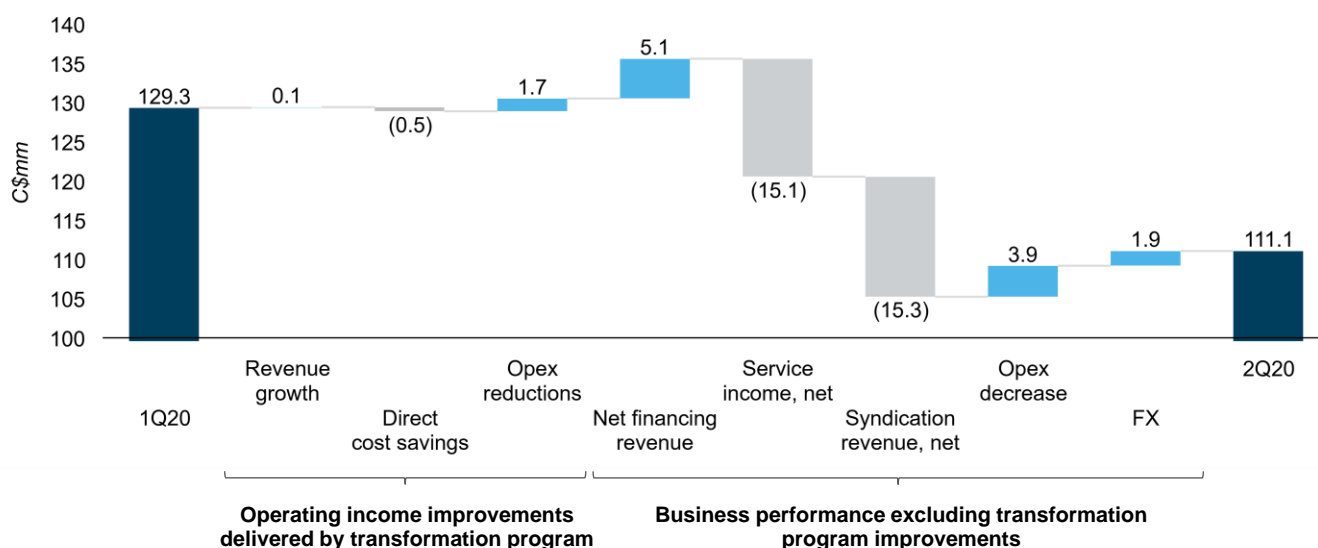 140
135
130
125
120
115
110
105
100
C$mm
129.3
0.1
(0.5)
1.7
5.1
(15.1)
(15.3)
3.9
1.9
111.1
1Q20
Revenue
growth
Direct
cost savings
Opex
reductions
Net financing
revenue
Service
income, net
Syndication
revenue, net
Opex
decrease
FX
2Q20
Operating income improvements
delivered by transformation program
Business performance excluding transformation
program improvements